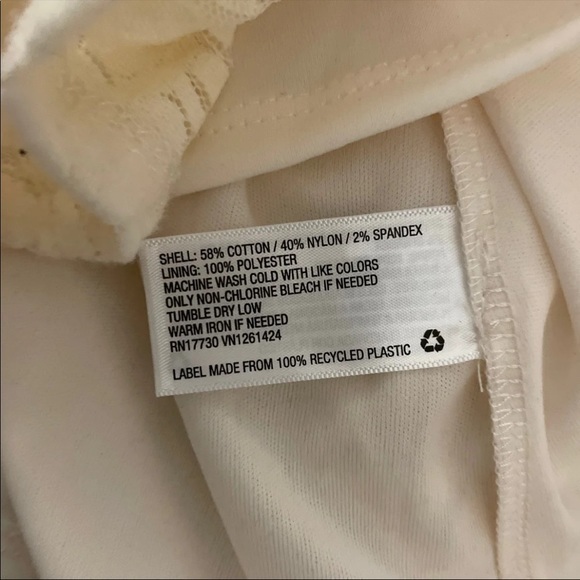 SHELL: 58% COTTON / 40% NYLON / 2% SPANDEX
LINING: 100% POLYESTER
MACHINE WASH COLD WITH LIKE COLORS
ONLY NON-CHLORINE BLEACH IF NEEDED
TUMBLE DRY LOW
WARM IRON IF NEEDED
RN17730 VN1261424
LABEL MADE FROM 100% RECYCLED PLASTIC